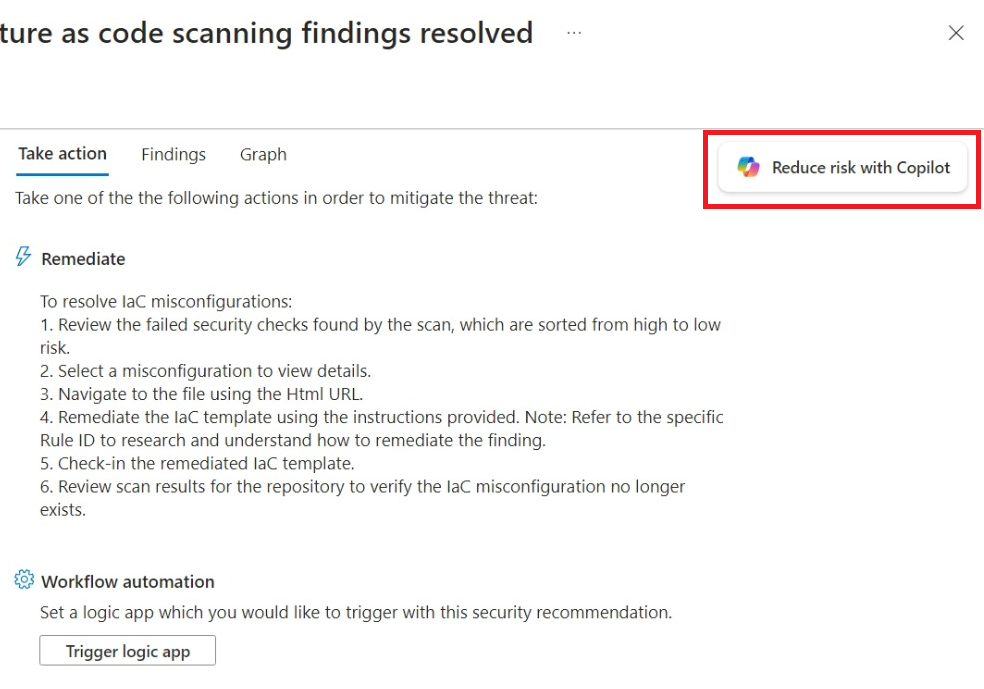 ture as code scanning findings resolved ...
Take action Findings Graph
Reduce risk with Copilot
Take one of the the following actions in order to mitigate the threat:
Remediate
To resolve IaC misconfigurations:
1. Review the failed security checks found by the scan, which are sorted from high to low
risk.
2. Select a misconfiguration to view details.
3. Navigate to the file using the Html URL.
4. Remediate the IaC template using the instructions provided. Note: Refer to the specific
Rule ID to research and understand how to remediate the finding.
5. Check-in the remediated IaC template.
6. Review scan results for the repository to verify the IaC misconfiguration no longer
exists.
Workflow automation
Set a logic app which you would like to trigger with this security recommendation.
Trigger logic app